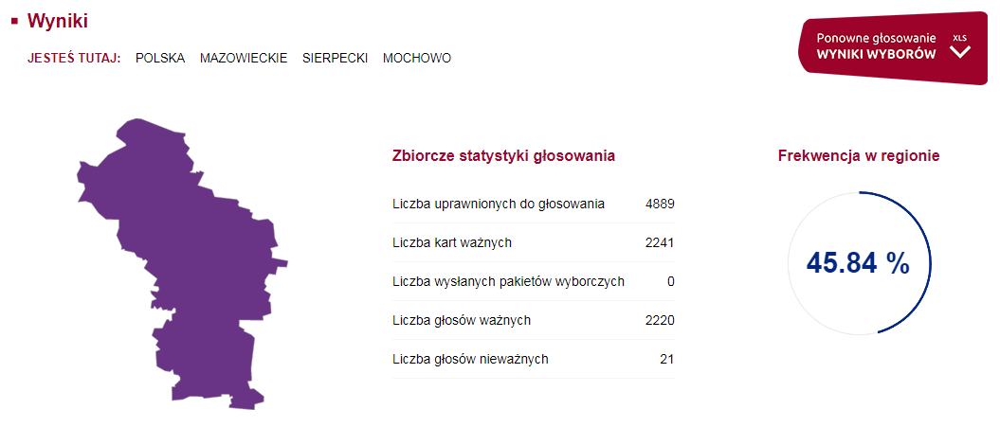 Wyniki
JESTEŚ TUTAJ: POLSKA MAZOWIECKIE SIERPECKI MOCHOWO
Ponowne głosowanie XLS
WYNIKI WYBORÓW
Zbiorcze statystyki głosowania
Liczba uprawnionych do głosowania 4889
Liczba kart ważnych 2241
Liczba wysłanych pakietów wyborczych 0
Liczba głosów ważnych 2220
Liczba głosów nieważnych 21
Frekwencja w regionie
45.84 %